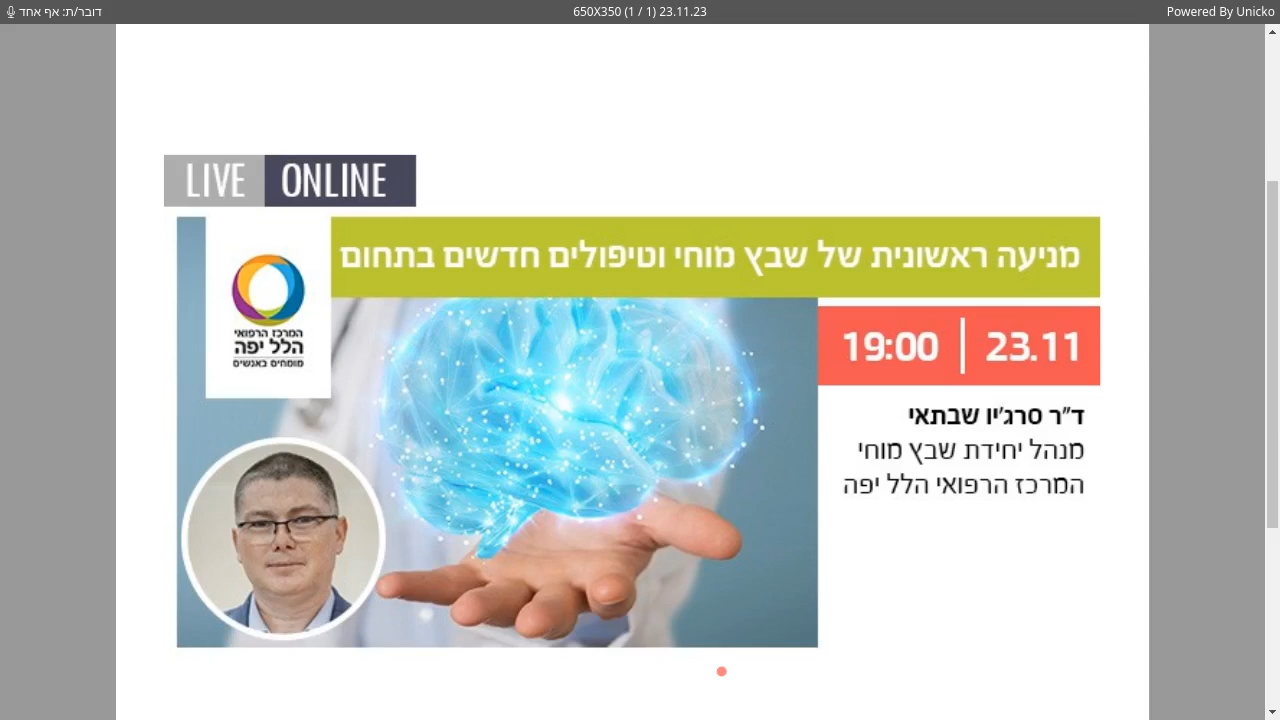 דובר/ת: אף אחד
650X350 (1 / 1) 23.11.23
Powered By Unicko
LIVE ONLINE
מניעה ראשונית של שבץ מוחי וטיפולים חדשים בתחום
המרכז הרפואי
הלל יפה
מומחים באנשים
23.11 | 19:00
ד"ר סרג'יו שבתאי
מנהל יחידת שבץ מוחי
המרכז הרפואי הלל יפה